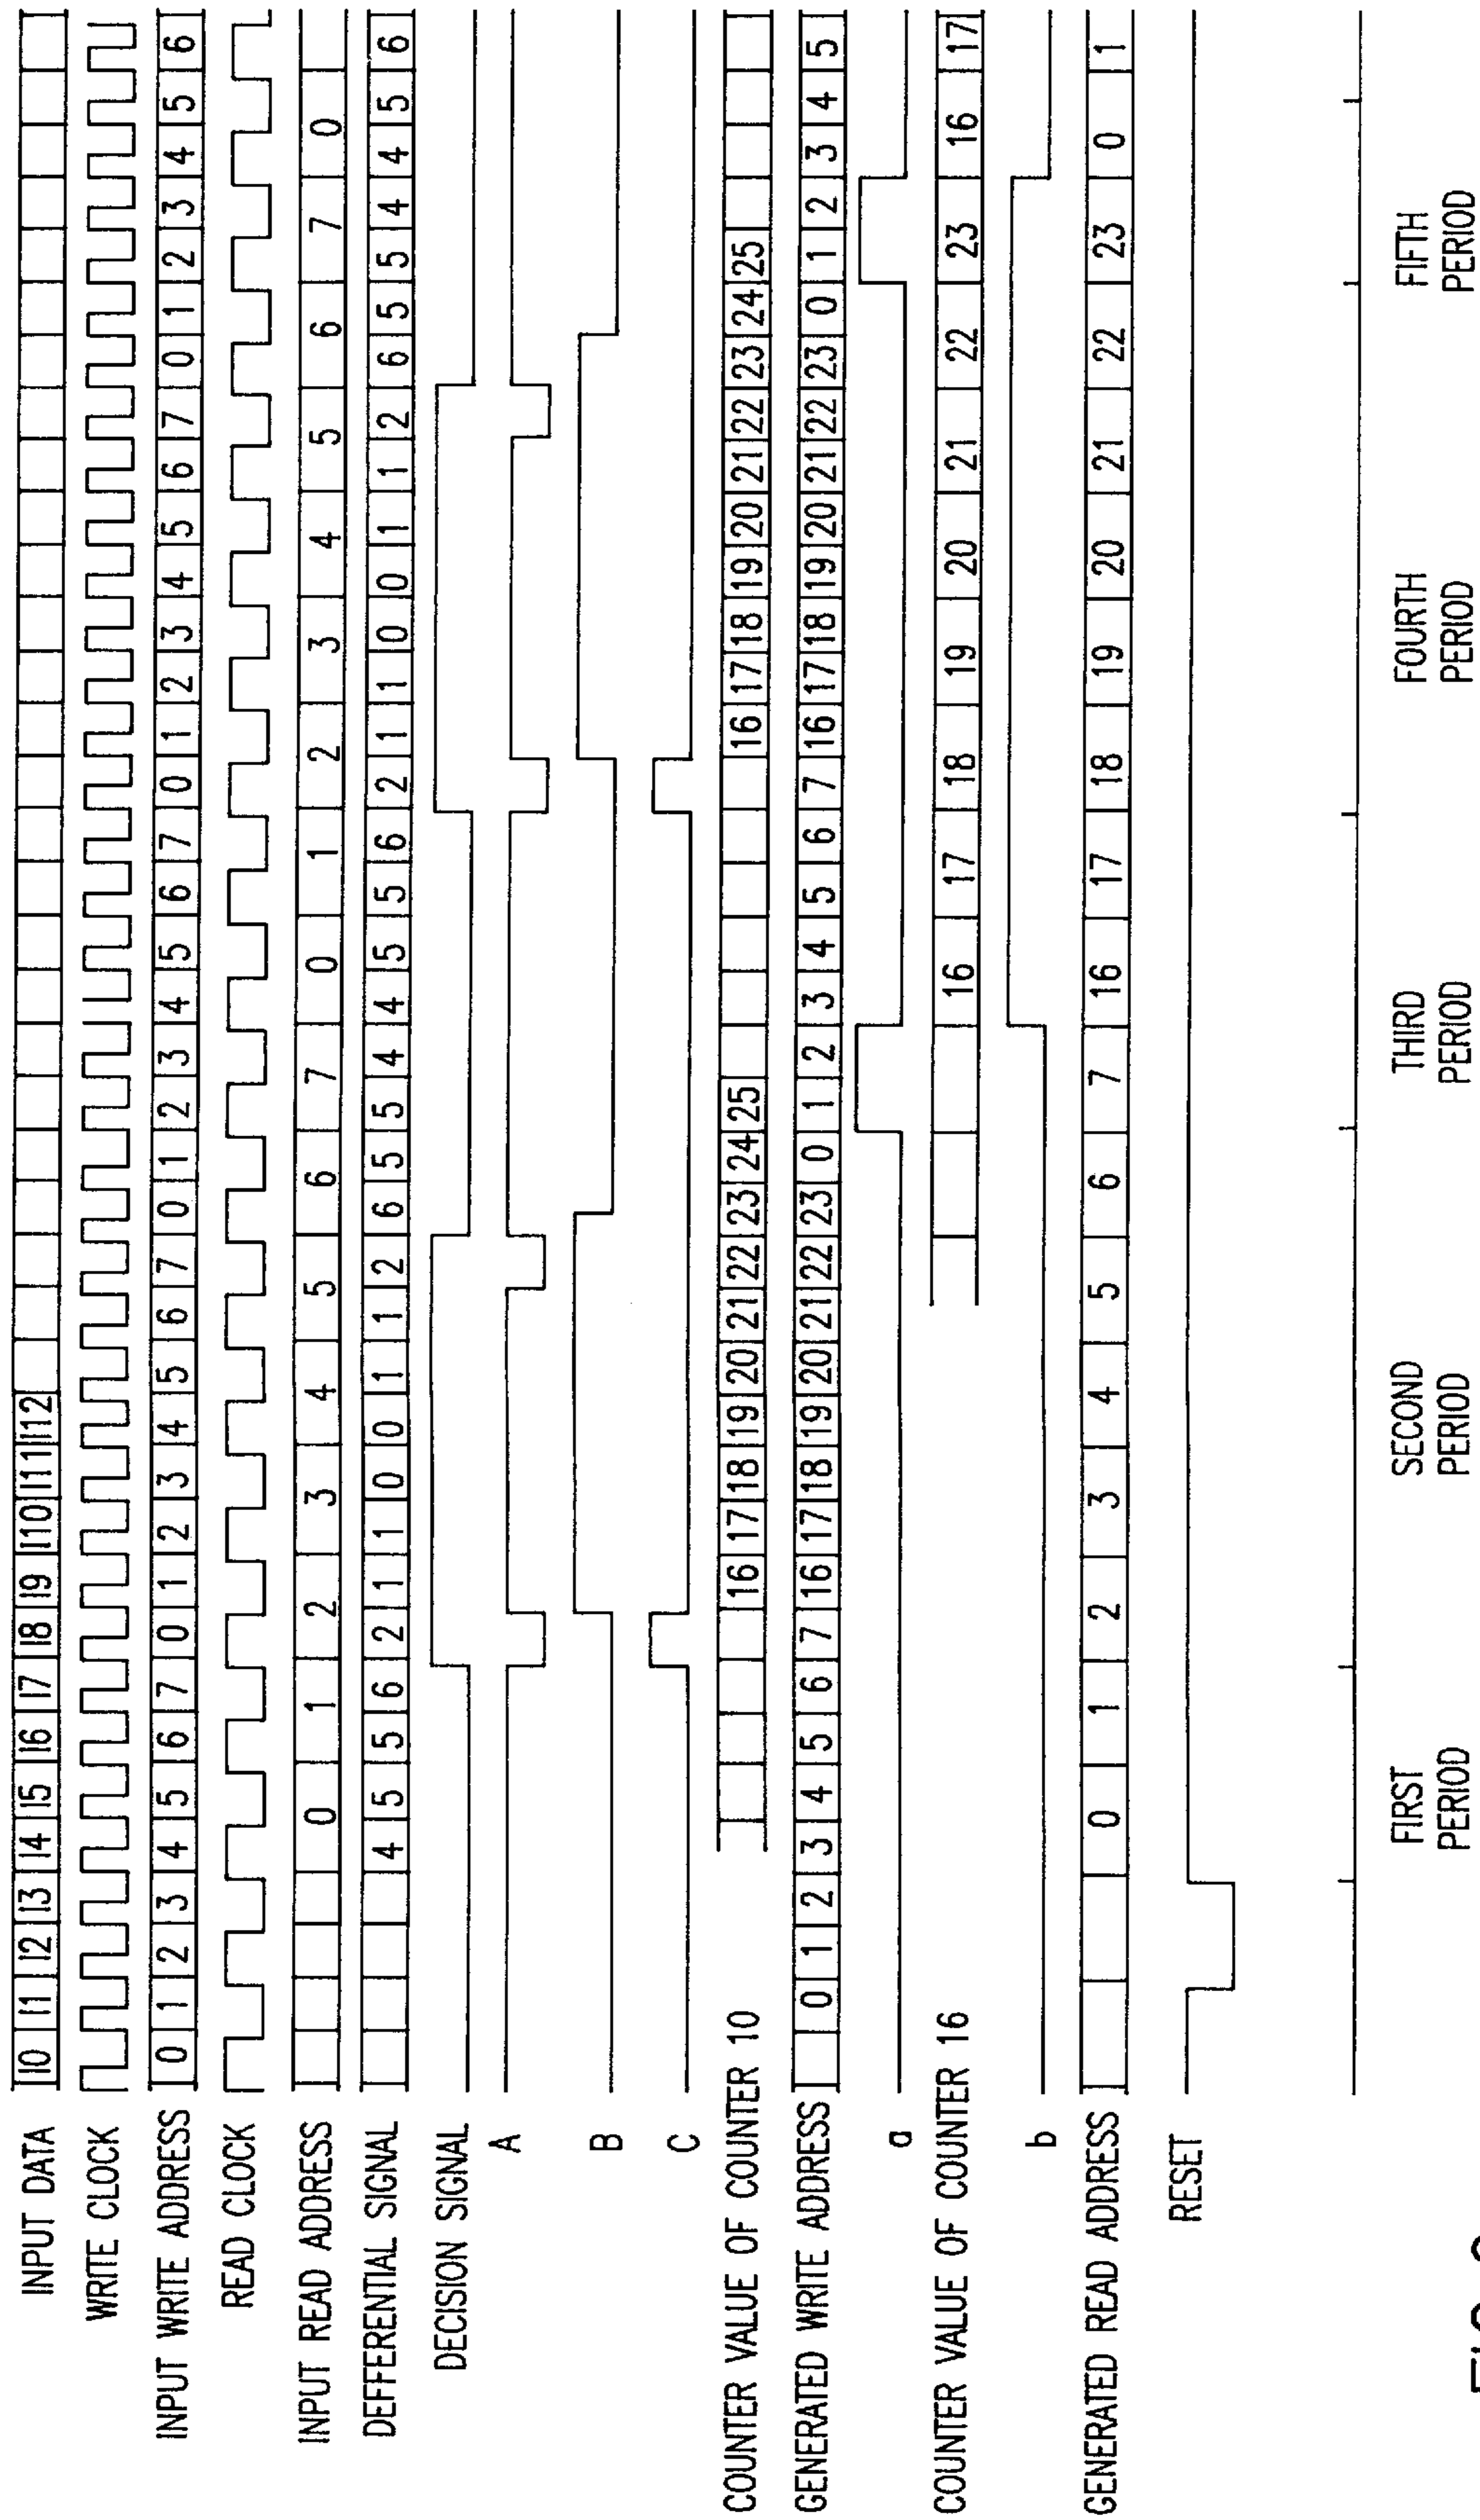 INPUT DATA I0 I1 I2 I3 I4 I5 I6 I7 I8 I9 I10 I11 I12
WRITE CLOCK
INPUT WRITE ADDRESS 0 1 2 3 4 5 6 7 0 1 2 3 4 5 6 7 0 1 2 3 4 5 6 7 0 1 2 3 4 5 6 7 0 1 2 3 4 5 6
READ CLOCK
INPUT READ ADDRESS 0 1 2 3 4 5 6 7 0 1 2 3 4 5 6 7 0
DEFFERENTIAL SIGNAL 4 5 5 6 2 1 1 0 0 1 1 2 6 5 5 4 4 5 5 6 2 1 1 0 0 1 1 2 6 5 5 4 4 5 6
DECISION SIGNAL
A
B
C
COUNTER VALUE OF COUNTER 10 16 17 18 19 20 21 22 23 24 25 16 17 18 19 20 21 22 23 24 25
GENERATED WRITE ADDRESS 0 1 2 3 4 5 6 7 16 17 18 19 20 21 22 23 0 1 2 3 4 5 6 7 16 17 18 19 20 21 22 23 0 1 2 3 4 5
a
COUNTER VALUE OF COUNTER 16 16 17 18 19 20 21 22 23 16 17
b
GENERATED READ ADDRESS 0 1 2 3 4 5 6 7 16 17 18 19 20 21 22 23 0 1
RESET
FIRST PERIOD
SECOND PERIOD
THIRD PERIOD
FOURTH PERIOD
FIFTH PERIOD